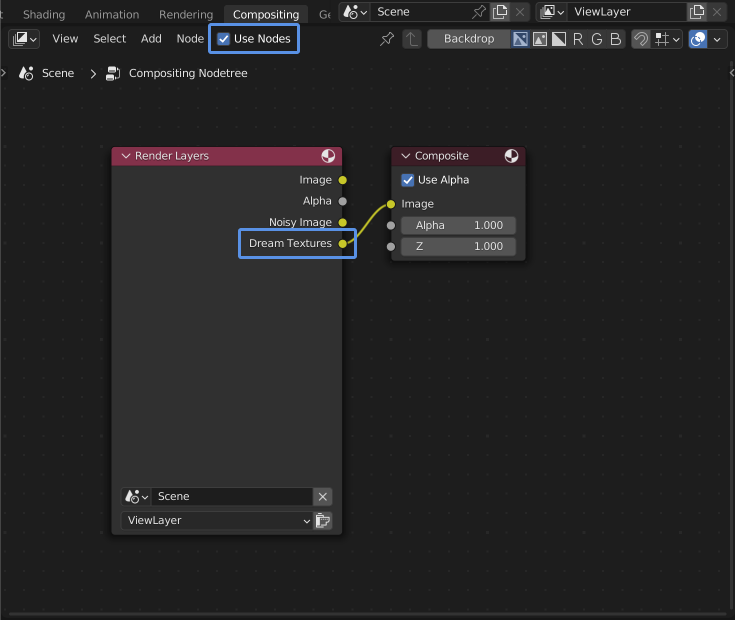 Shading Animation Rendering Compositing Ge Scene ViewLayer
View Select Add Node Use Nodes Backdrop R G B
Scene Compositing Nodetree
Render Layers
Image
Alpha
Noisy Image
Dream Textures
Scene
ViewLayer
Composite
Use Alpha
Image
Alpha 1.000
Z 1.000